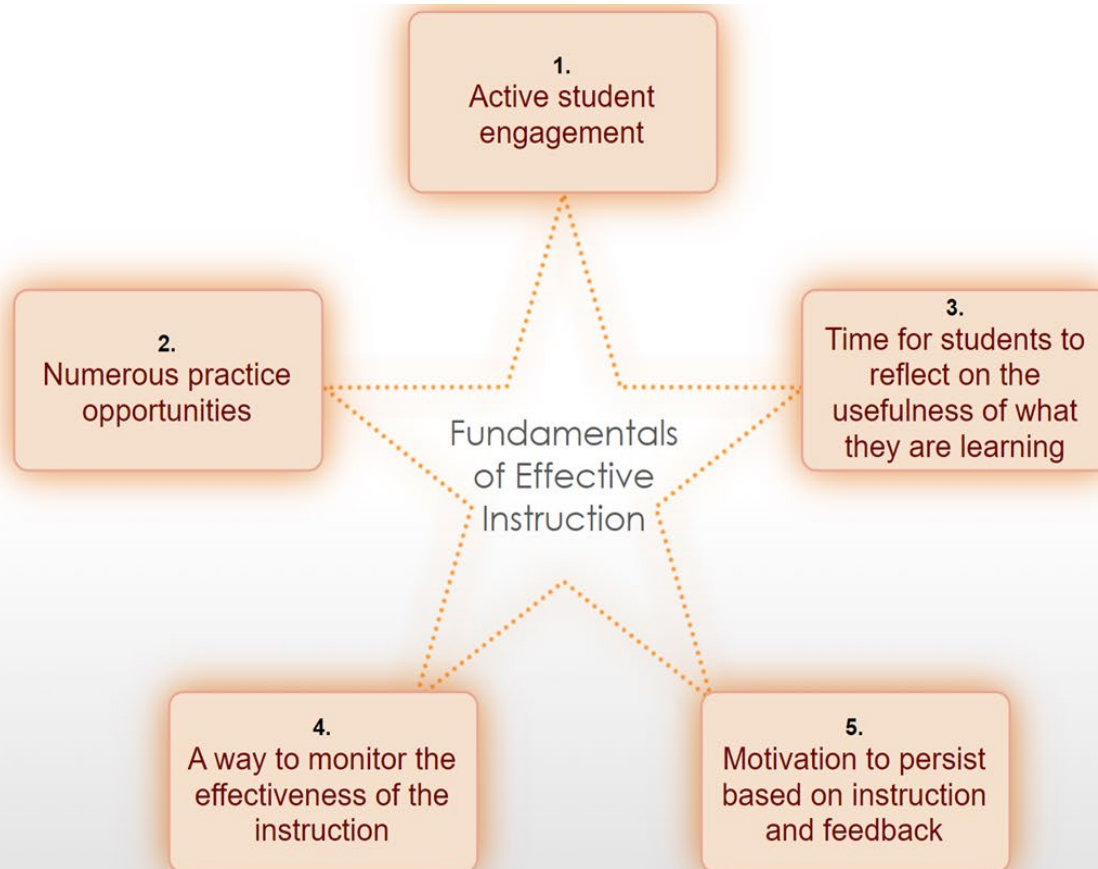 1.
Active student
engagement
2.
Numerous practice
opportunities
3.
Time for students to
reflect on the
usefulness of what
they are learning
Fundamentals
of Effective
Instruction
4.
A way to monitor the
effectiveness of the
instruction
5.
Motivation to persist
based on instruction
and feedback